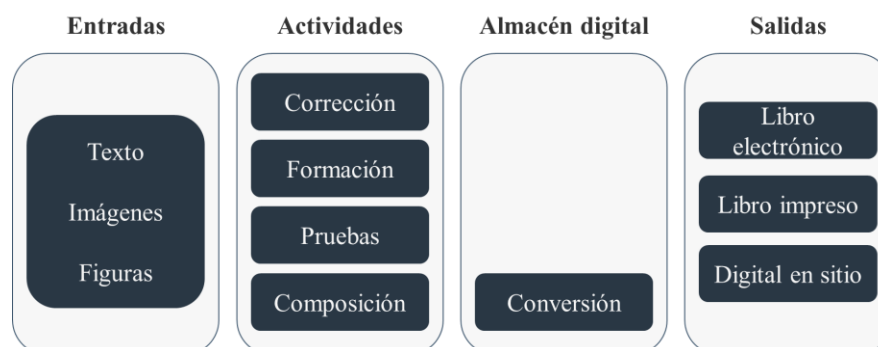 Entradas
Texto
Imágenes
Figuras
Actividades
Corrección
Formación
Pruebas
Composición
Almacén digital
Conversión
Salidas
Libro
electrónico
Libro impreso
Digital en sitio